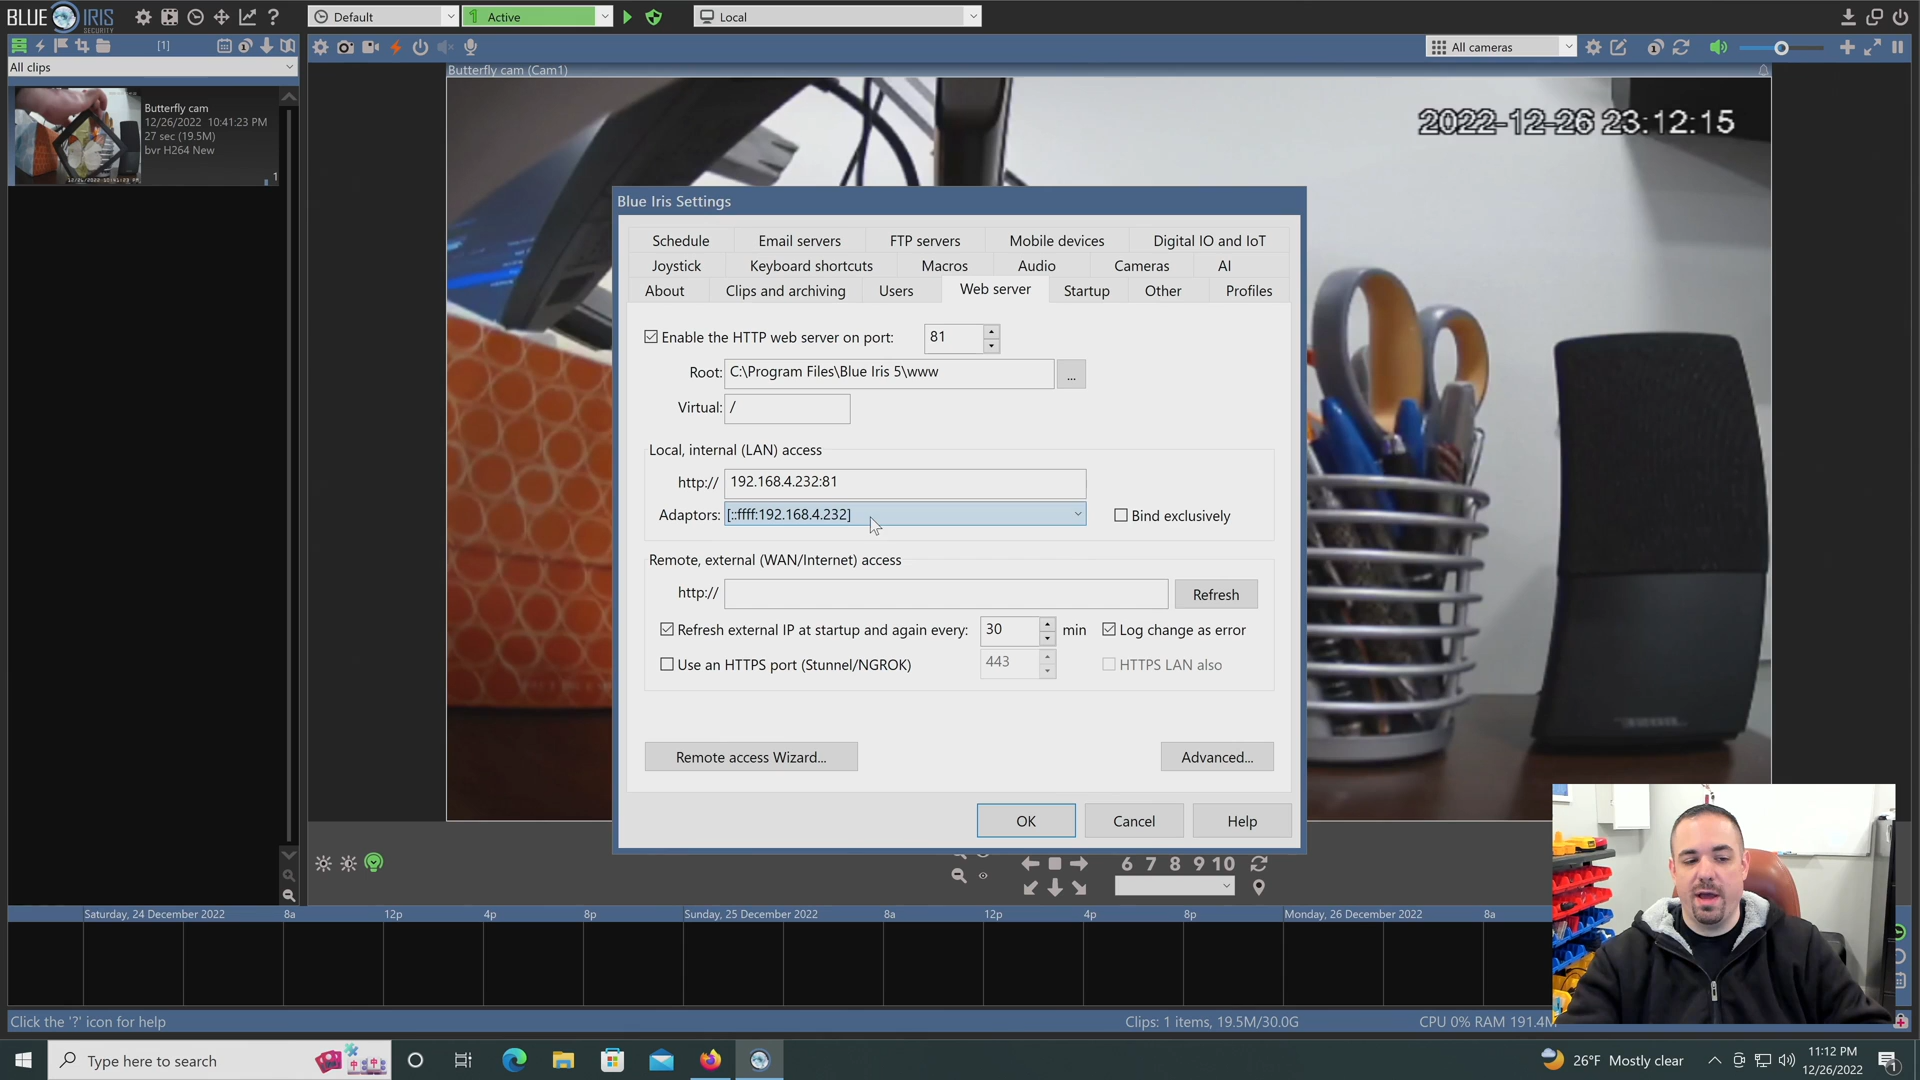 BLUE IRIS
SECURITY
Default
1 Active
Local
[1]
All cameras
All clips
Butterfly cam (Cam1)
Butterfly cam
12/26/2022 10:41:23 PM
27 sec (19.5M)
bvr H264 New
1
2022-12-26 23:12:15
Blue Iris Settings
Schedule Email servers FTP servers Mobile devices Digital IO and IoT
Joystick Keyboard shortcuts Macros Audio Cameras AI
About Clips and archiving Users Web server Startup Other Profiles
Enable the HTTP web server on port: 81
Root: C:\Program Files\Blue Iris 5\www ...
Virtual: /
Local, internal (LAN) access
http:// 192.168.4.232:81
Adaptors: [::ffff:192.168.4.232] Bind exclusively
Remote, external (WAN/Internet) access
http:// Refresh
Refresh external IP at startup and again every: 30 min Log change as error
Use an HTTPS port (Stunnel/NGROK) 443 HTTPS LAN also
Remote access Wizard... Advanced...
OK Cancel Help
6 7 8 9 10
Saturday, 24 December 2022 8a 12p 4p 8p Sunday, 25 December 2022 8a 12p 4p 8p Monday, 26 December 2022 8a
Click the '?' icon for help Clips: 1 items, 19.5M/30.0G CPU 0% RAM 191.4M
Type here to search 26°F Mostly clear 11:12 PM
12/26/2022
1